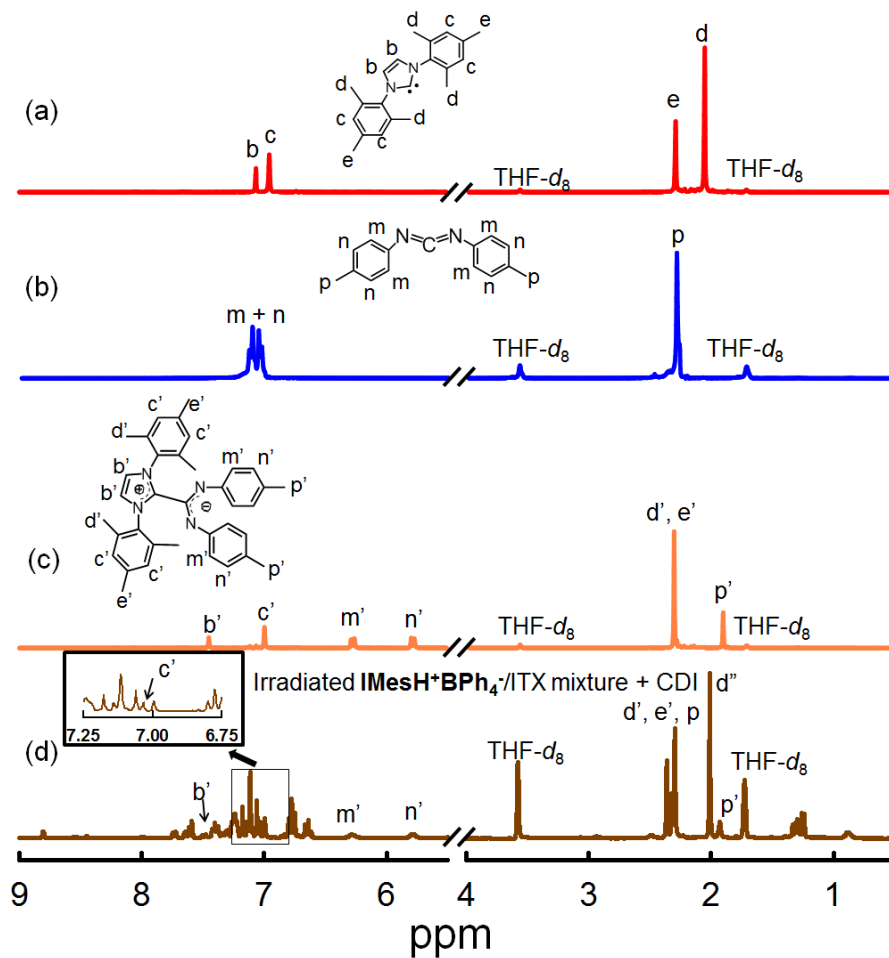 (a)
d
d
c
e
b
b
N
c
d
N
d
c
d
c
e
b
c
THF-d₈
e
d
THF-d₈
(b)
m
N
C
N
m
n
n
m
m
p
n
n
p
m + n
THF-d₈
p
THF-d₈
(c)
c'
e'
d'
c'
b'
N
m'
n'
N
p'
b'
N
N
d'
m'
p'
c'
n'
c'
e'
b'
c'
m'
n'
THF-d₈
d', e'
p'
THF-d₈
(d)
c'
7.25 7.00 6.75
Irradiated IMesH⁺BPh₄⁻/ITX mixture + CDI
b'
m'
n'
THF-d₈
d', e', p
d"
p'
THF-d₈
9 8 7 6 4 3 2 1
ppm